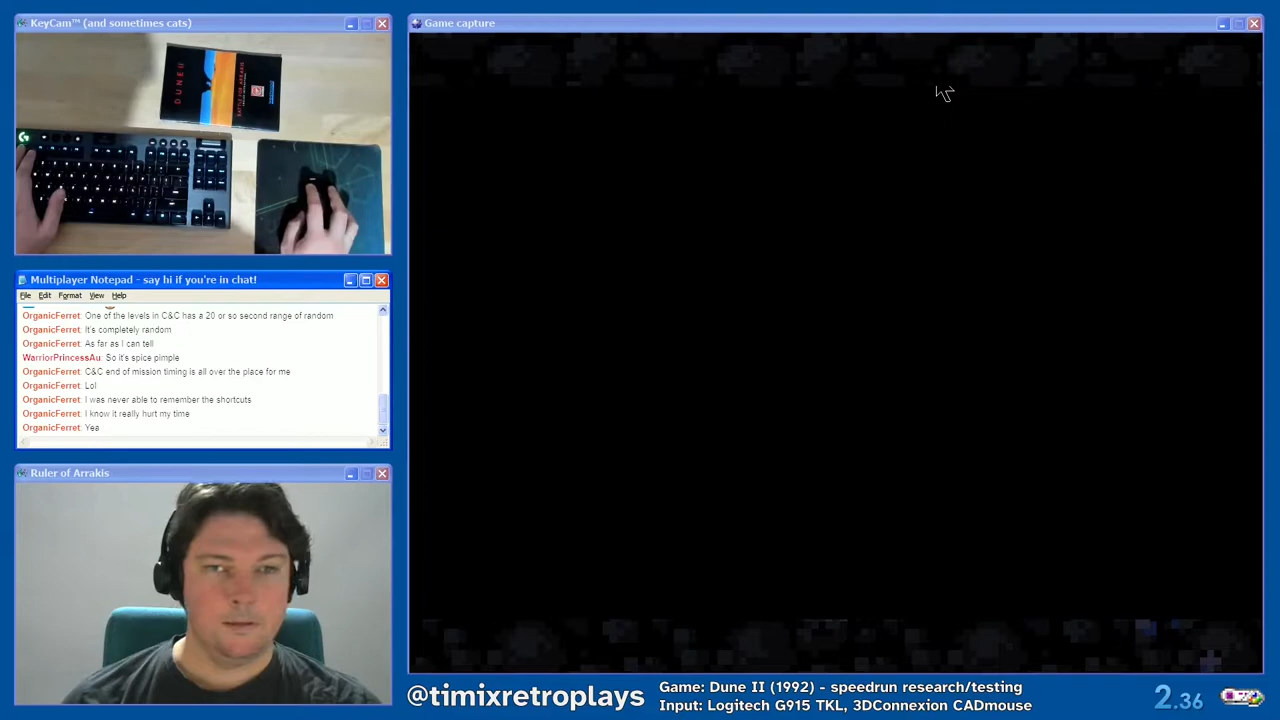 KeyCam™ (and sometimes cats)
Game capture
DUNE II
BATTLE FOR ARRAKIS
Multiplayer Notepad - say hi if you're in chat!
File Edit Format View Help
OrganicFerret: One of the levels in C&C has a 20 or so second range of random
OrganicFerret: It's completely random
OrganicFerret: As far as I can tell
WarriorPrincessAu: So it's spice pimple
OrganicFerret: C&C end of mission timing is all over the place for me
OrganicFerret: Lol
OrganicFerret: I was never able to remember the shortcuts
OrganicFerret: I know it really hurt my time
OrganicFerret: Yea
Ruler of Arrakis
@timixretroplays
Game: Dune II (1992) - speedrun research/testing
Input: Logitech G915 TKL, 3DConnexion CADmouse
2.36